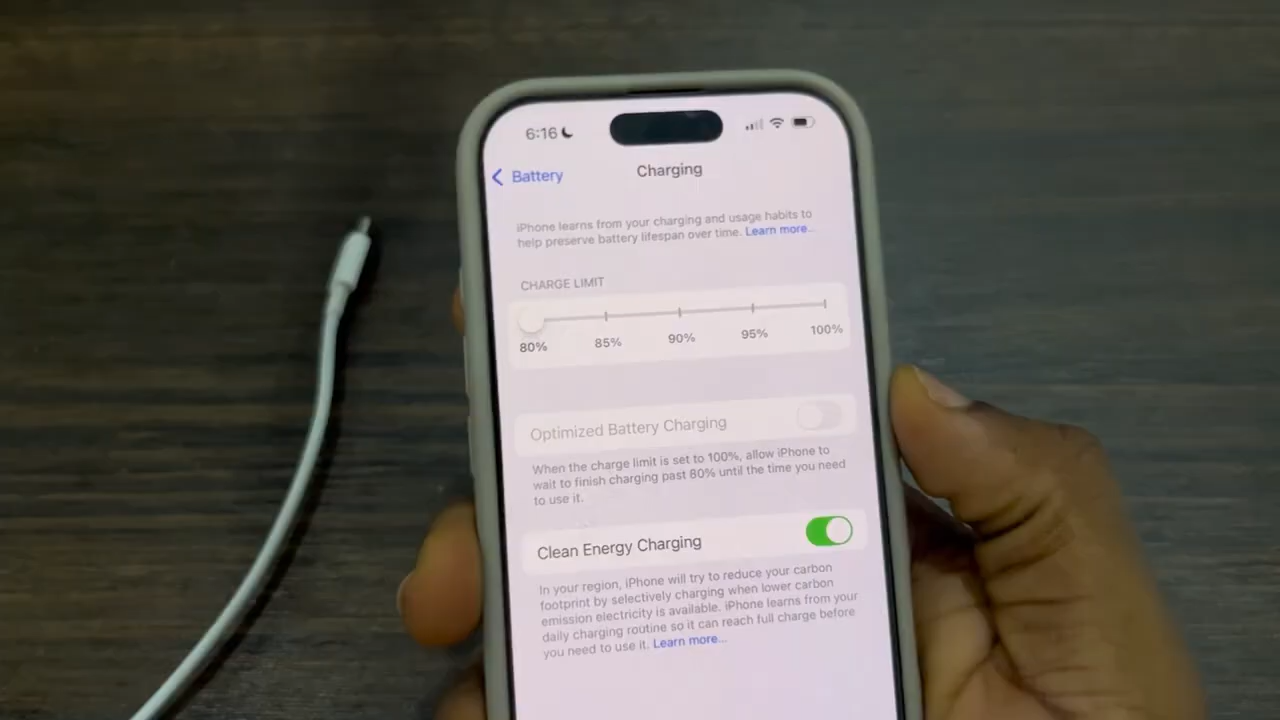 6:16
Battery
Charging
iPhone learns from your charging and usage habits to
help preserve battery lifespan over time. Learn more...
CHARGE LIMIT
80% 85% 90% 95% 100%
Optimized Battery Charging
When the charge limit is set to 100%, allow iPhone to
wait to finish charging past 80% until the time you need
to use it.
Clean Energy Charging
In your region, iPhone will try to reduce your carbon
footprint by selectively charging when lower carbon
emission electricity is available. iPhone learns from your
daily charging routine so it can reach full charge before
you need to use it. Learn more...